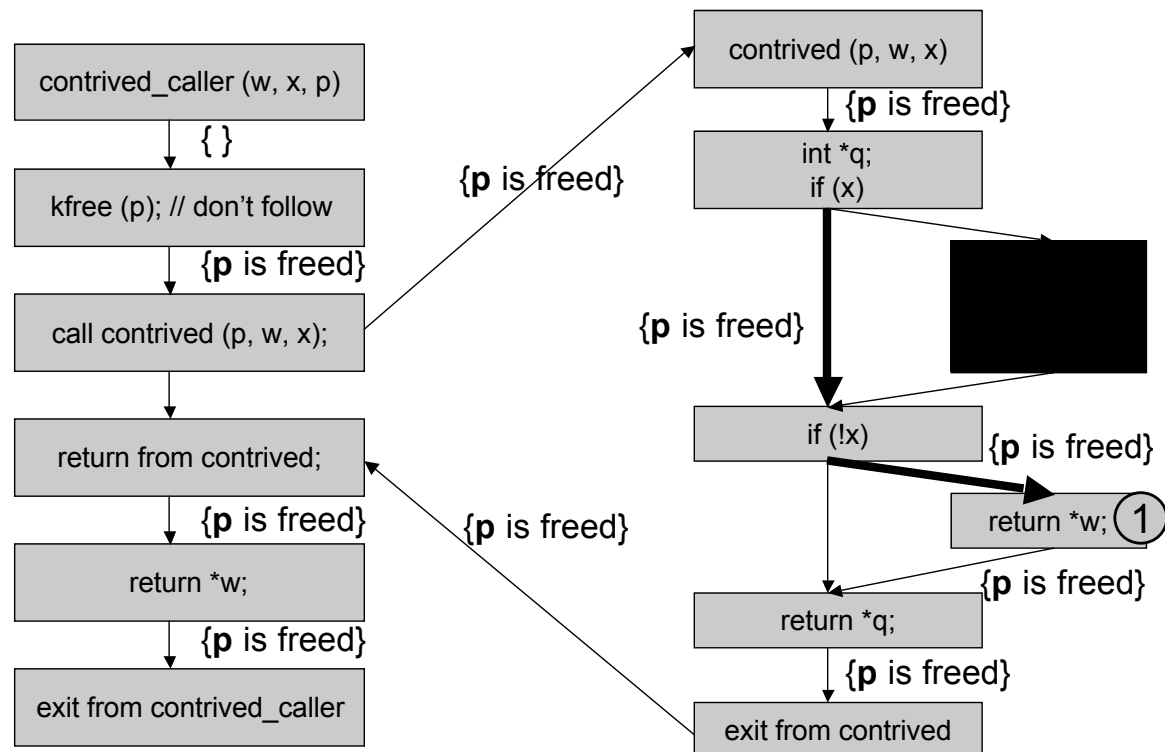 contrived_caller (w, x, p)
{ }
kfree (p); // don’t follow
{p is freed}
call contrived (p, w, x);
return from contrived;
{p is freed}
return *w;
{p is freed}
exit from contrived_caller
{p is freed}
{p is freed}
contrived (p, w, x)
{p is freed}
int *q;
if (x)
{p is freed}
if (!x)
{p is freed}
return *w;
1
{p is freed}
return *q;
{p is freed}
exit from contrived